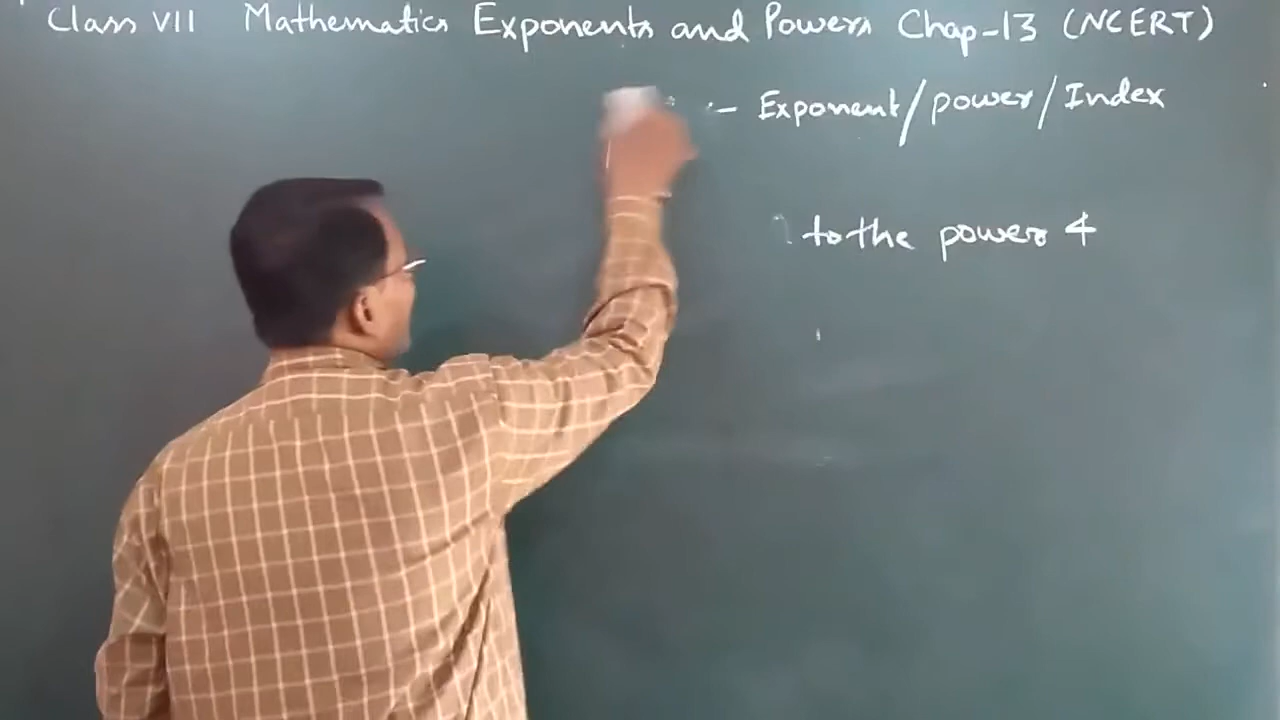 Class VII Mathematics Exponents and Powers Chap-13 (NCERT)
:- Exponent/power/Index
to the power 4